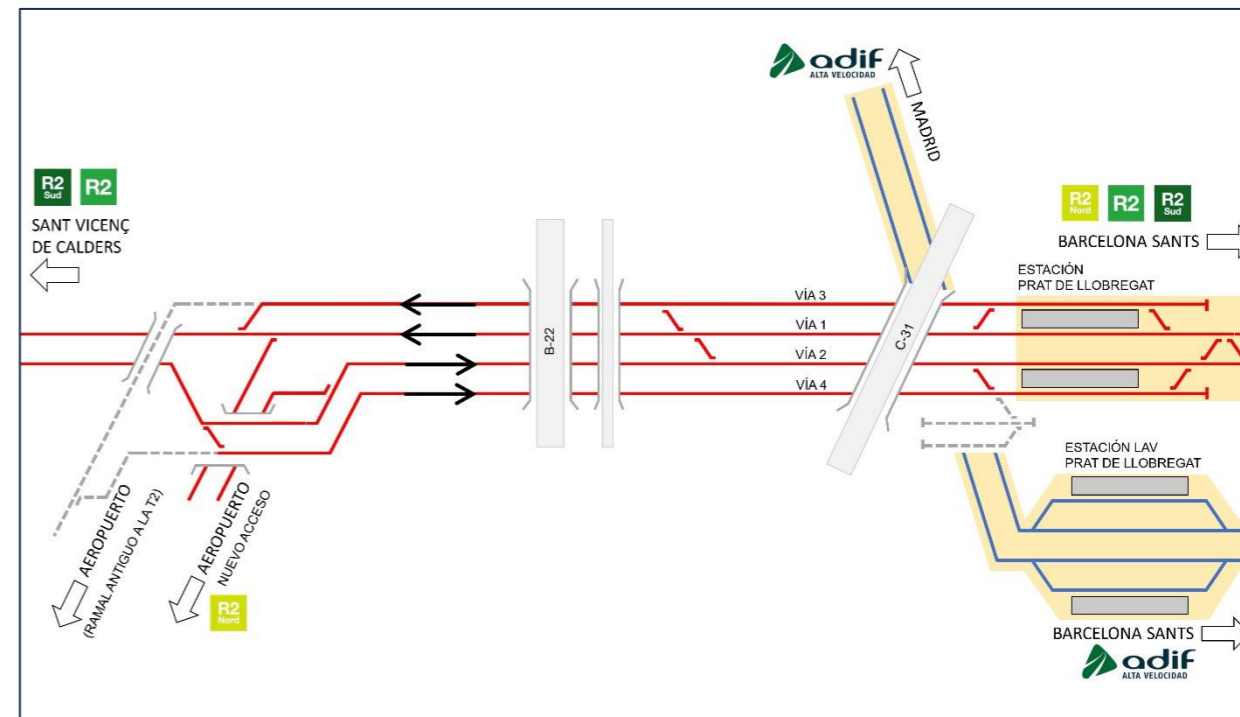 adif
ALTA VELOCIDAD
MADRID
R2
Sud
R2
SANT VICENÇ
DE CALDERS
R2
Nord
R2
R2
Sud
BARCELONA SANTS
ESTACIÓN
PRAT DE LLOBREGAT
VÍA 3
VÍA 1
VÍA 2
VÍA 4
B-22
C-31
ESTACIÓN LAV
PRAT DE LLOBREGAT
AEROPUERTO
(RAMAL ANTIGUO A LA T2)
AEROPUERTO
NUEVO ACCESO
R2
Nord
BARCELONA SANTS
adif
ALTA VELOCIDAD